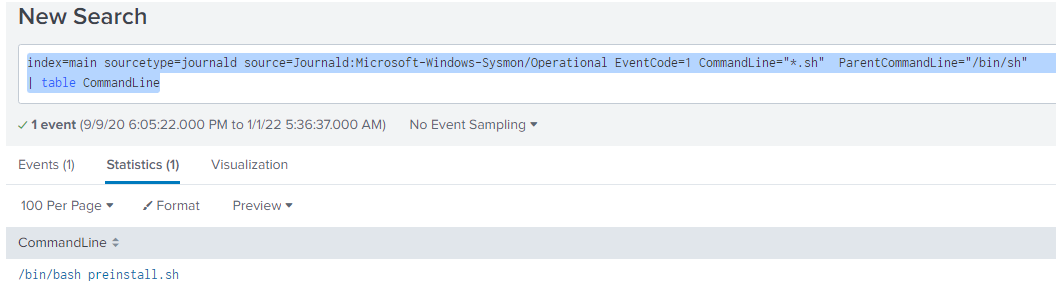 New Search
index=main sourcetype=journald source=Journald:Microsoft-Windows-Sysmon/Operational EventCode=1 CommandLine="*.sh"  ParentCommandLine="/bin/sh"
| table CommandLine
1 event (9/9/20 6:05:22.000 PM to 1/1/22 5:36:37.000 AM) No Event Sampling
Events (1) Statistics (1) Visualization
100 Per Page Format Preview
CommandLine
/bin/bash preinstall.sh